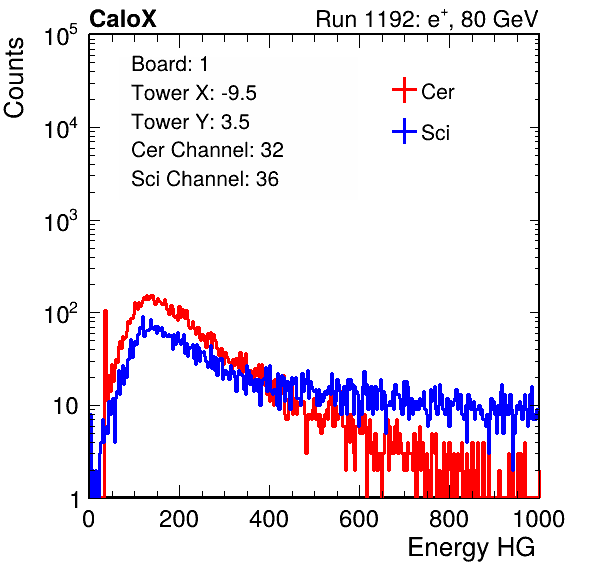 CaloX Run 1192: e⁺, 80 GeV
Counts
Board: 1
Tower X: -9.5
Tower Y: 3.5
Cer Channel: 32
Sci Channel: 36
Cer
Sci
10⁵
10⁴
10³
10²
10
1
0 200 400 600 800 1000
Energy HG